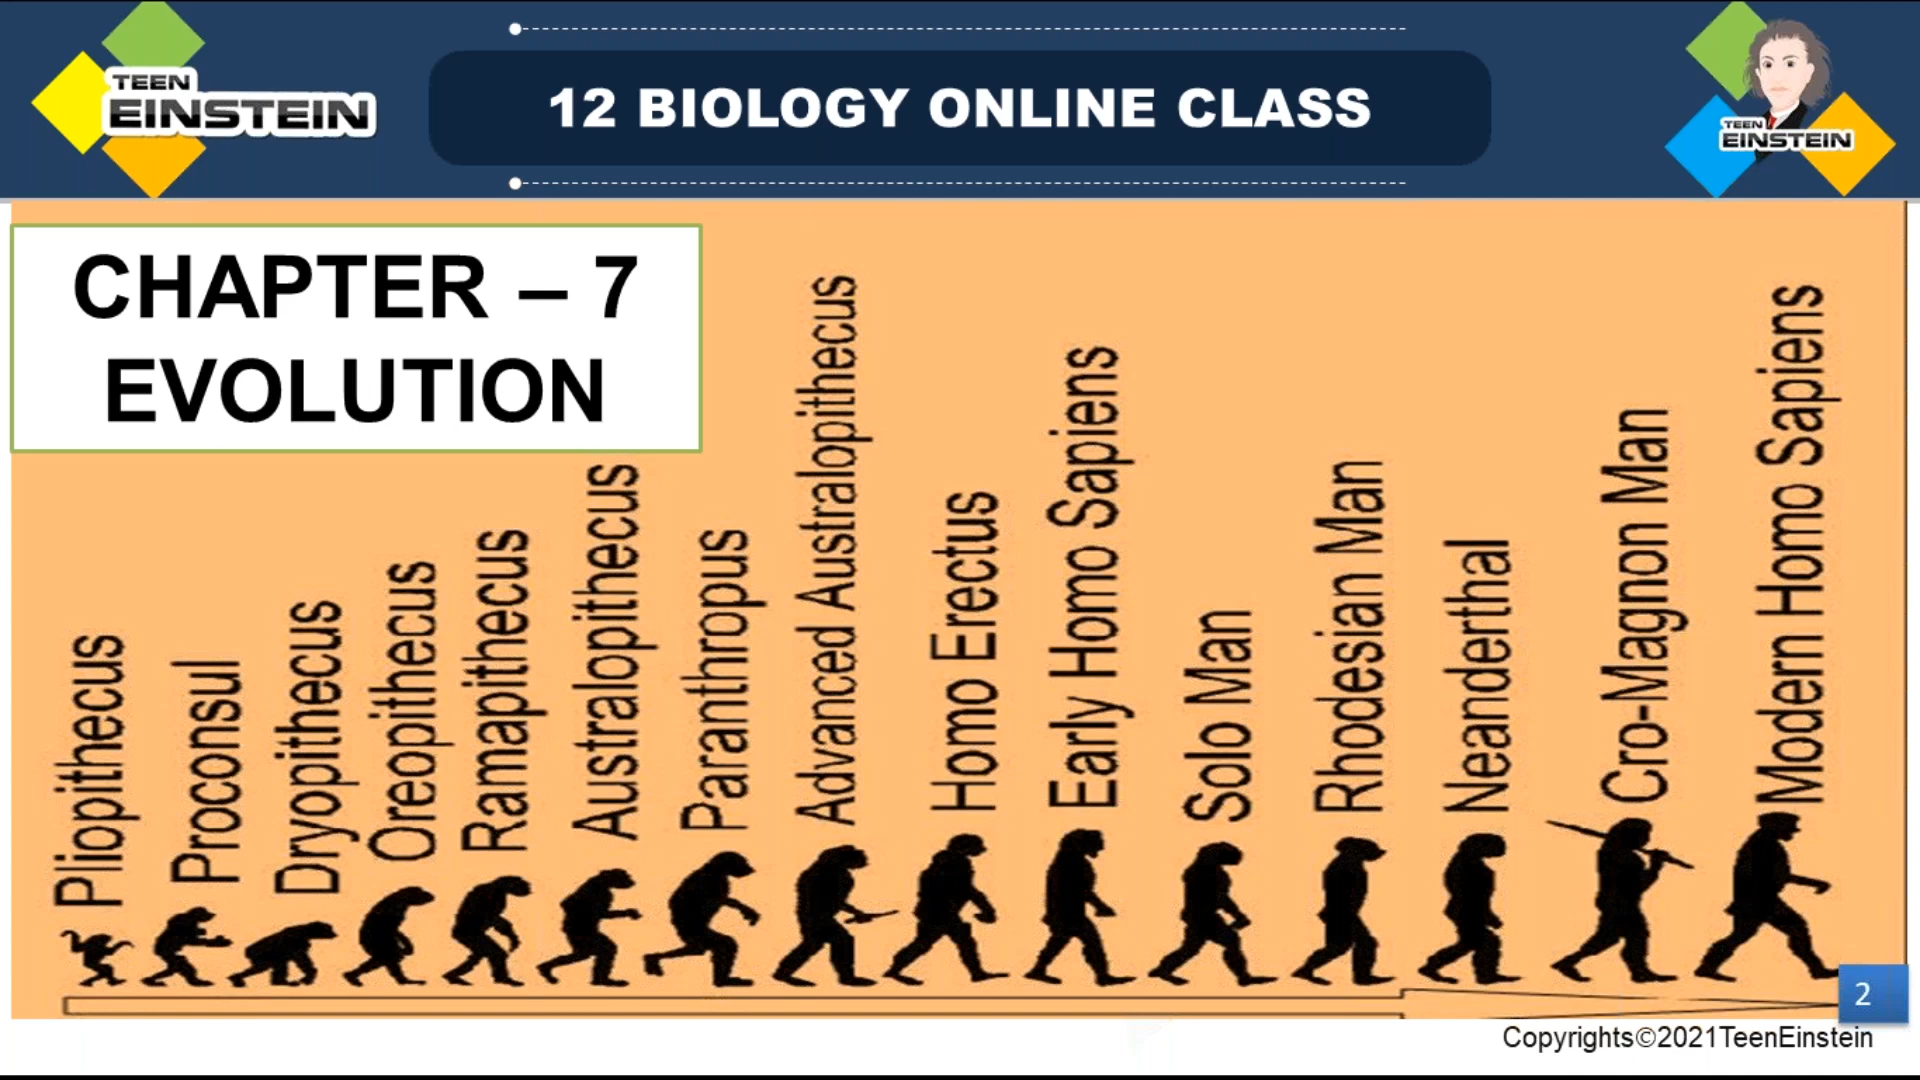 TEEN
EINSTEIN
12 BIOLOGY ONLINE CLASS
TEEN
EINSTEIN
CHAPTER – 7
EVOLUTION
Pliopithecus
Proconsul
Dryopithecus
Oreopithecus
Ramapithecus
Australopithecus
Paranthropus
Advanced Australopithecus
Homo Erectus
Early Homo Sapiens
Solo Man
Rhodesian Man
Neanderthal
Cro-Magnon Man
Modern Homo Sapiens
2
Copyrights©2021TeenEinstein